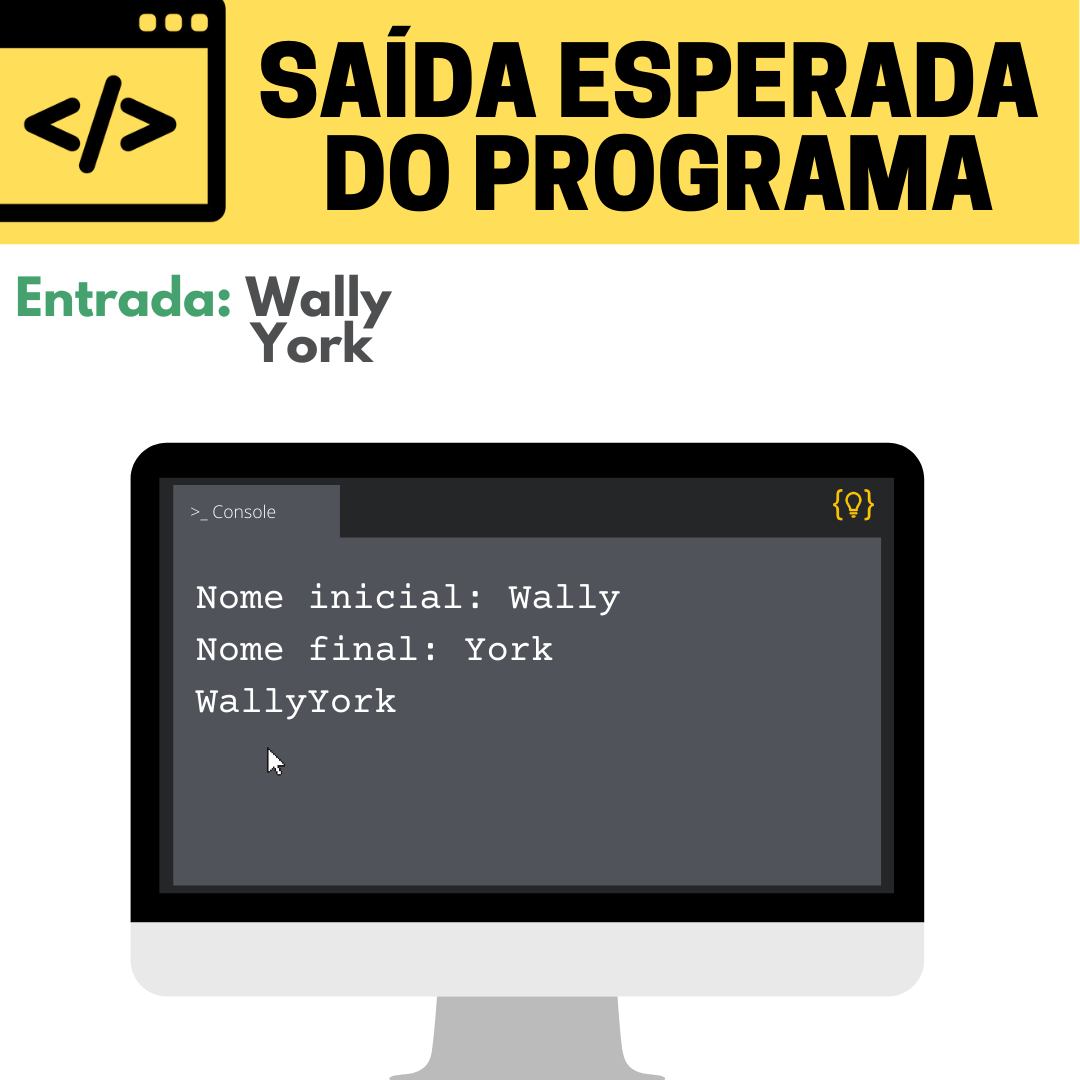 </>
SAÍDA ESPERADA
DO PROGRAMA
Entrada: Wally
York
>_ Console
Nome inicial: Wally
Nome final: York
WallyYork